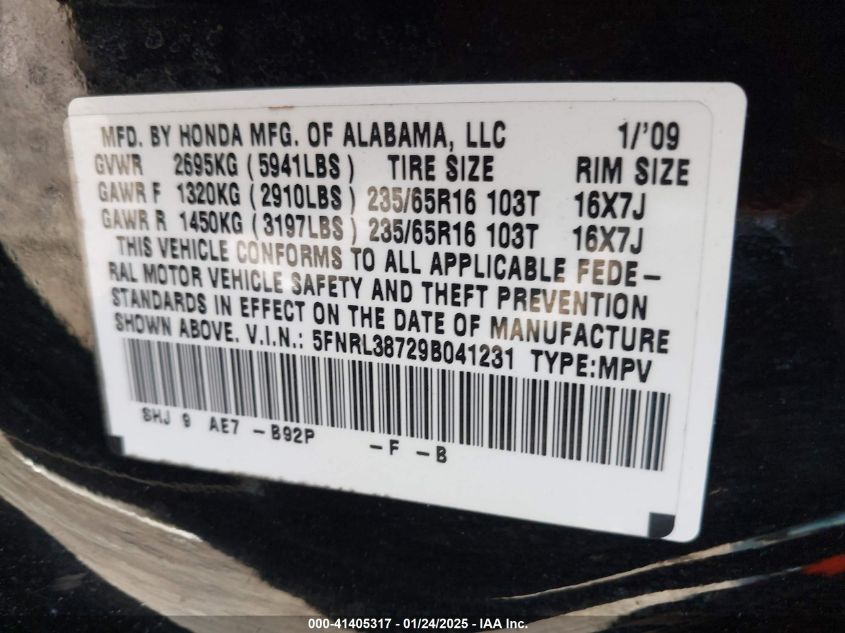 MFD. BY HONDA MFG. OF ALABAMA, LLC 1/'09
GVWR 2695KG (5941LBS) TIRE SIZE RIM SIZE
GAWR F 1320KG (2910LBS) 235/65R16 103T 16X7J
GAWR R 1450KG (3197LBS) 235/65R16 103T 16X7J
THIS VEHICLE CONFORMS TO ALL APPLICABLE FEDE-
RAL MOTOR VEHICLE SAFETY AND THEFT PREVENTION
STANDARDS IN EFFECT ON THE DATE OF MANUFACTURE
SHOWN ABOVE. V.I.N.: 5FNRL38729B041231 TYPE:MPV
SHJ 9 AE7 -B92P -F -B
000-41405317 - 01/24/2025 - IAA Inc.